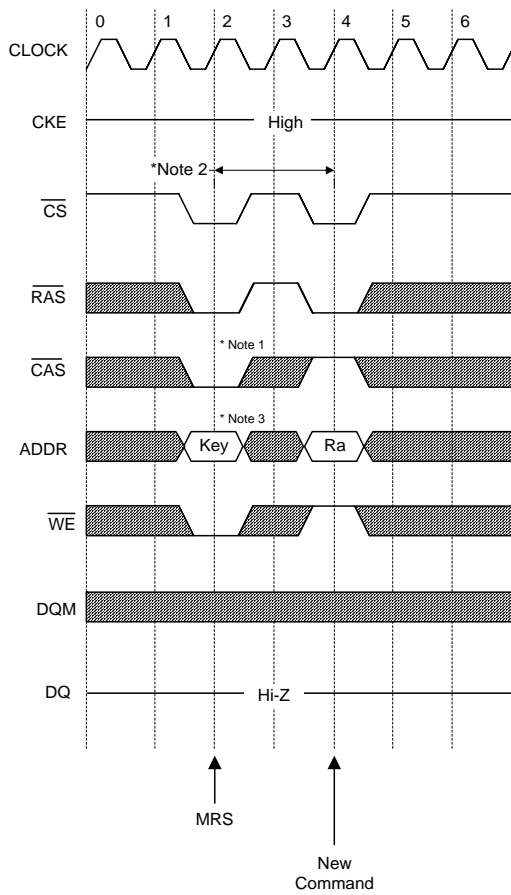 0 1 2 3 4 5 6
CLOCK
CKE High
*Note 2
CS
RAS
* Note 1
CAS
* Note 3
ADDR Key Ra
WE
DQM
DQ Hi-Z
MRS
New
Command